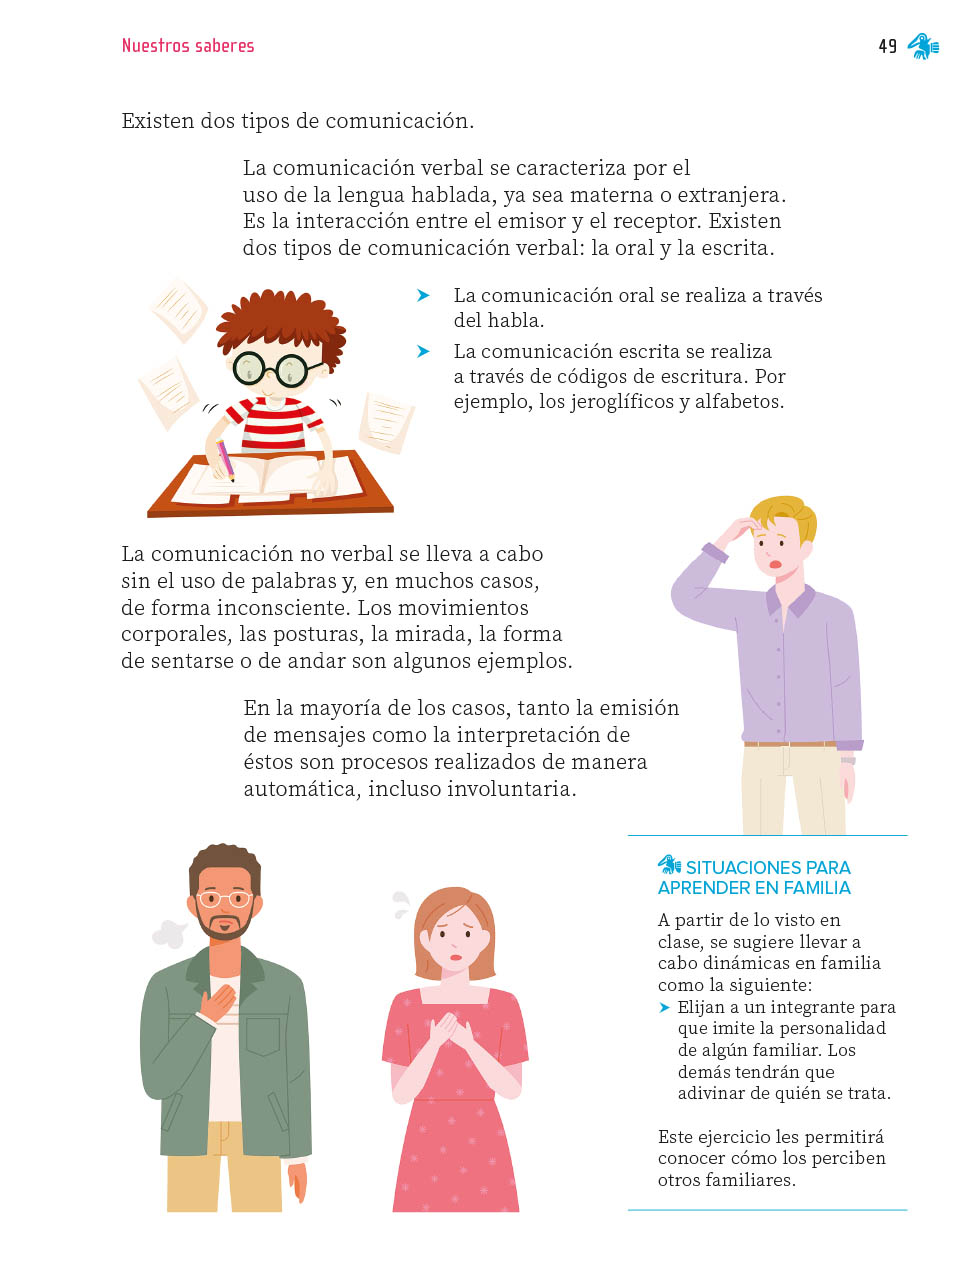 Nuestros saberes
49
Existen dos tipos de comunicación.
La comunicación verbal se caracteriza por el
uso de la lengua hablada, ya sea materna o extranjera.
Es la interacción entre el emisor y el receptor. Existen
dos tipos de comunicación verbal: la oral y la escrita.
➤ La comunicación oral se realiza a través
del habla.
➤ La comunicación escrita se realiza
a través de códigos de escritura. Por
ejemplo, los jeroglíficos y alfabetos.
La comunicación no verbal se lleva a cabo
sin el uso de palabras y, en muchos casos,
de forma inconsciente. Los movimientos
corporales, las posturas, la mirada, la forma
de sentarse o de andar son algunos ejemplos.
En la mayoría de los casos, tanto la emisión
de mensajes como la interpretación de
éstos son procesos realizados de manera
automática, incluso involuntaria.
SITUACIONES PARA
APRENDER EN FAMILIA
A partir de lo visto en
clase, se sugiere llevar a
cabo dinámicas en familia
como la siguiente:
➤ Elijan a un integrante para
que imite la personalidad
de algún familiar. Los
demás tendrán que
adivinar de quién se trata.
Este ejercicio les permitirá
conocer cómo los perciben
otros familiares.